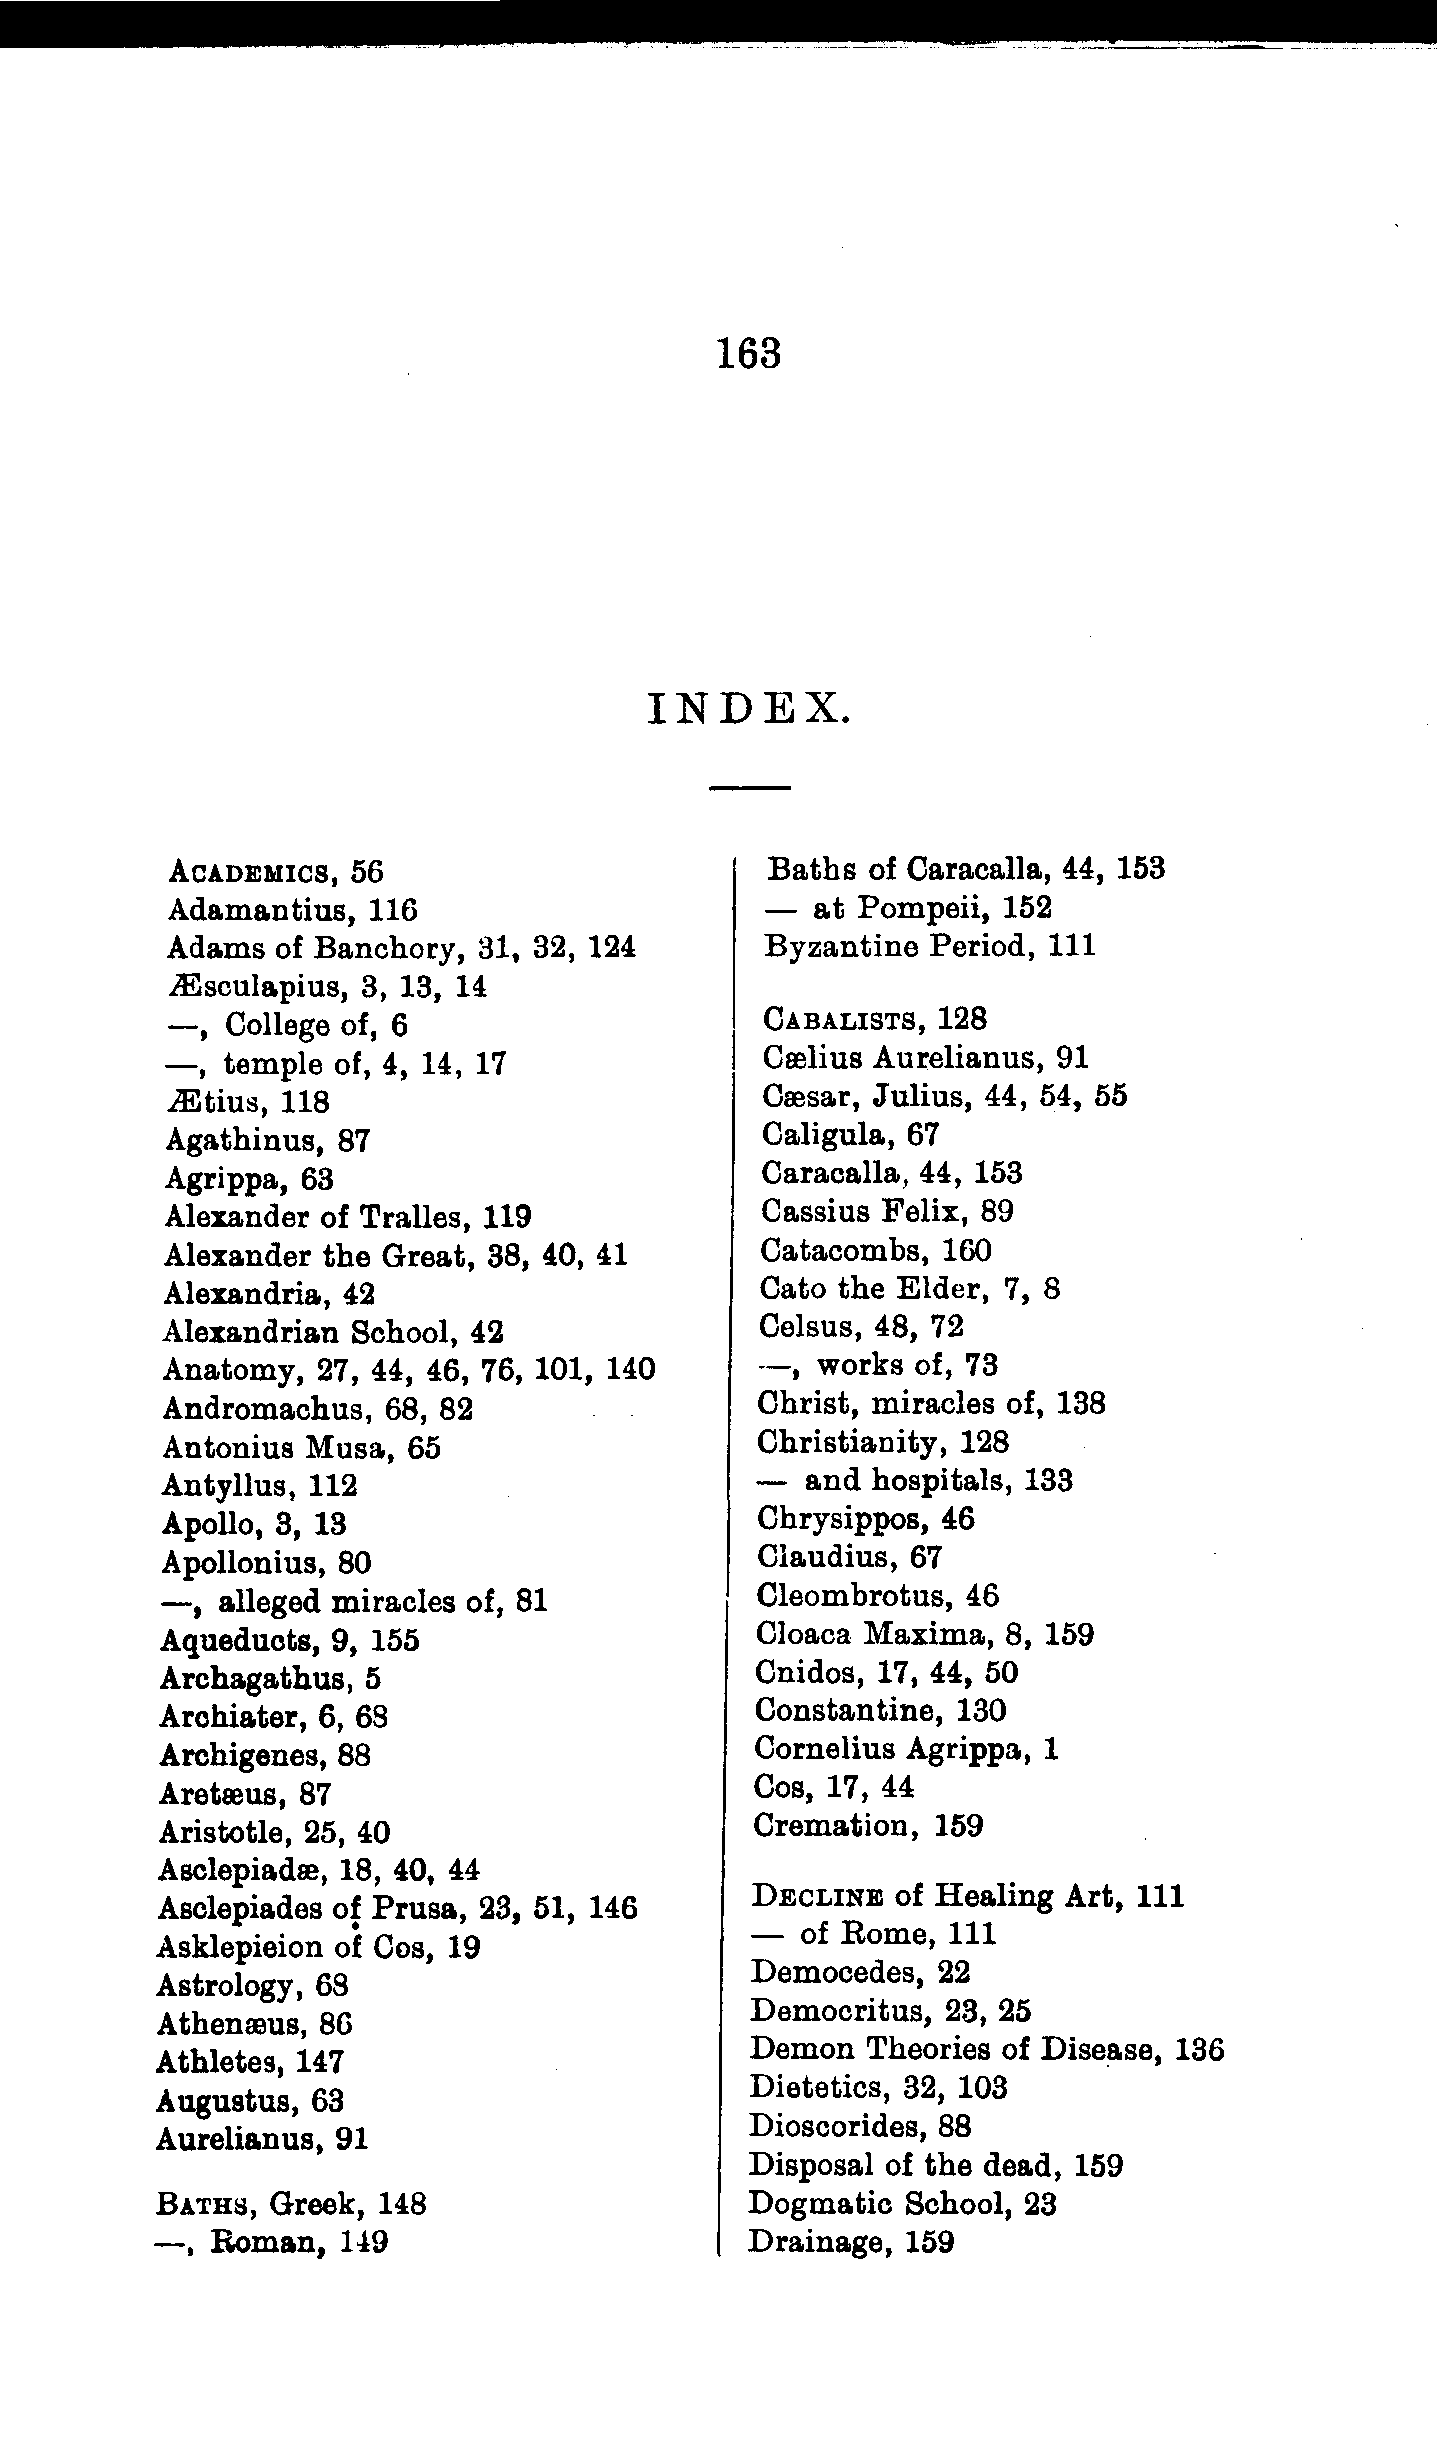 163
INDEX.
ACADEMICS, 56
Adamantius, 116
Adams of Banchory, 31, 32, 124
Æsculapius, 3, 13, 14
—, College of, 6
—, temple of, 4, 14, 17
Ætius, 118
Agathinus, 87
Agrippa, 63
Alexander of Tralles, 119
Alexander the Great, 38, 40, 41
Alexandria, 42
Alexandrian School, 42
Anatomy, 27, 44, 46, 76, 101, 140
Andromachus, 68, 82
Antonius Musa, 65
Antyllus, 112
Apollo, 3, 13
Apollonius, 80
—, alleged miracles of, 81
Aqueducts, 9, 155
Archagathus, 5
Archiater, 6, 68
Archigenes, 88
Aretæus, 87
Aristotle, 25, 40
Asclepiadæ, 18, 40, 44
Asclepiades of Prusa, 23, 51, 146
Asklepieion of Cos, 19
Astrology, 68
Athenæus, 86
Athletes, 147
Augustus, 63
Aurelianus, 91
BATHS, Greek, 148
—, Roman, 149
Baths of Caracalla, 44, 153
— at Pompeii, 152
Byzantine Period, 111
CABALISTS, 128
Cælius Aurelianus, 91
Cæsar, Julius, 44, 54, 55
Caligula, 67
Caracalla, 44, 153
Cassius Felix, 89
Catacombs, 160
Cato the Elder, 7, 8
Celsus, 48, 72
—, works of, 73
Christ, miracles of, 138
Christianity, 128
— and hospitals, 133
Chrysippos, 46
Claudius, 67
Cleombrotus, 46
Cloaca Maxima, 8, 159
Cnidos, 17, 44, 50
Constantine, 130
Cornelius Agrippa, 1
Cos, 17, 44
Cremation, 159
DECLINE of Healing Art, 111
— of Rome, 111
Democedes, 22
Democritus, 23, 25
Demon Theories of Disease, 136
Dietetics, 32, 103
Dioscorides, 88
Disposal of the dead, 159
Dogmatic School, 23
Drainage, 159